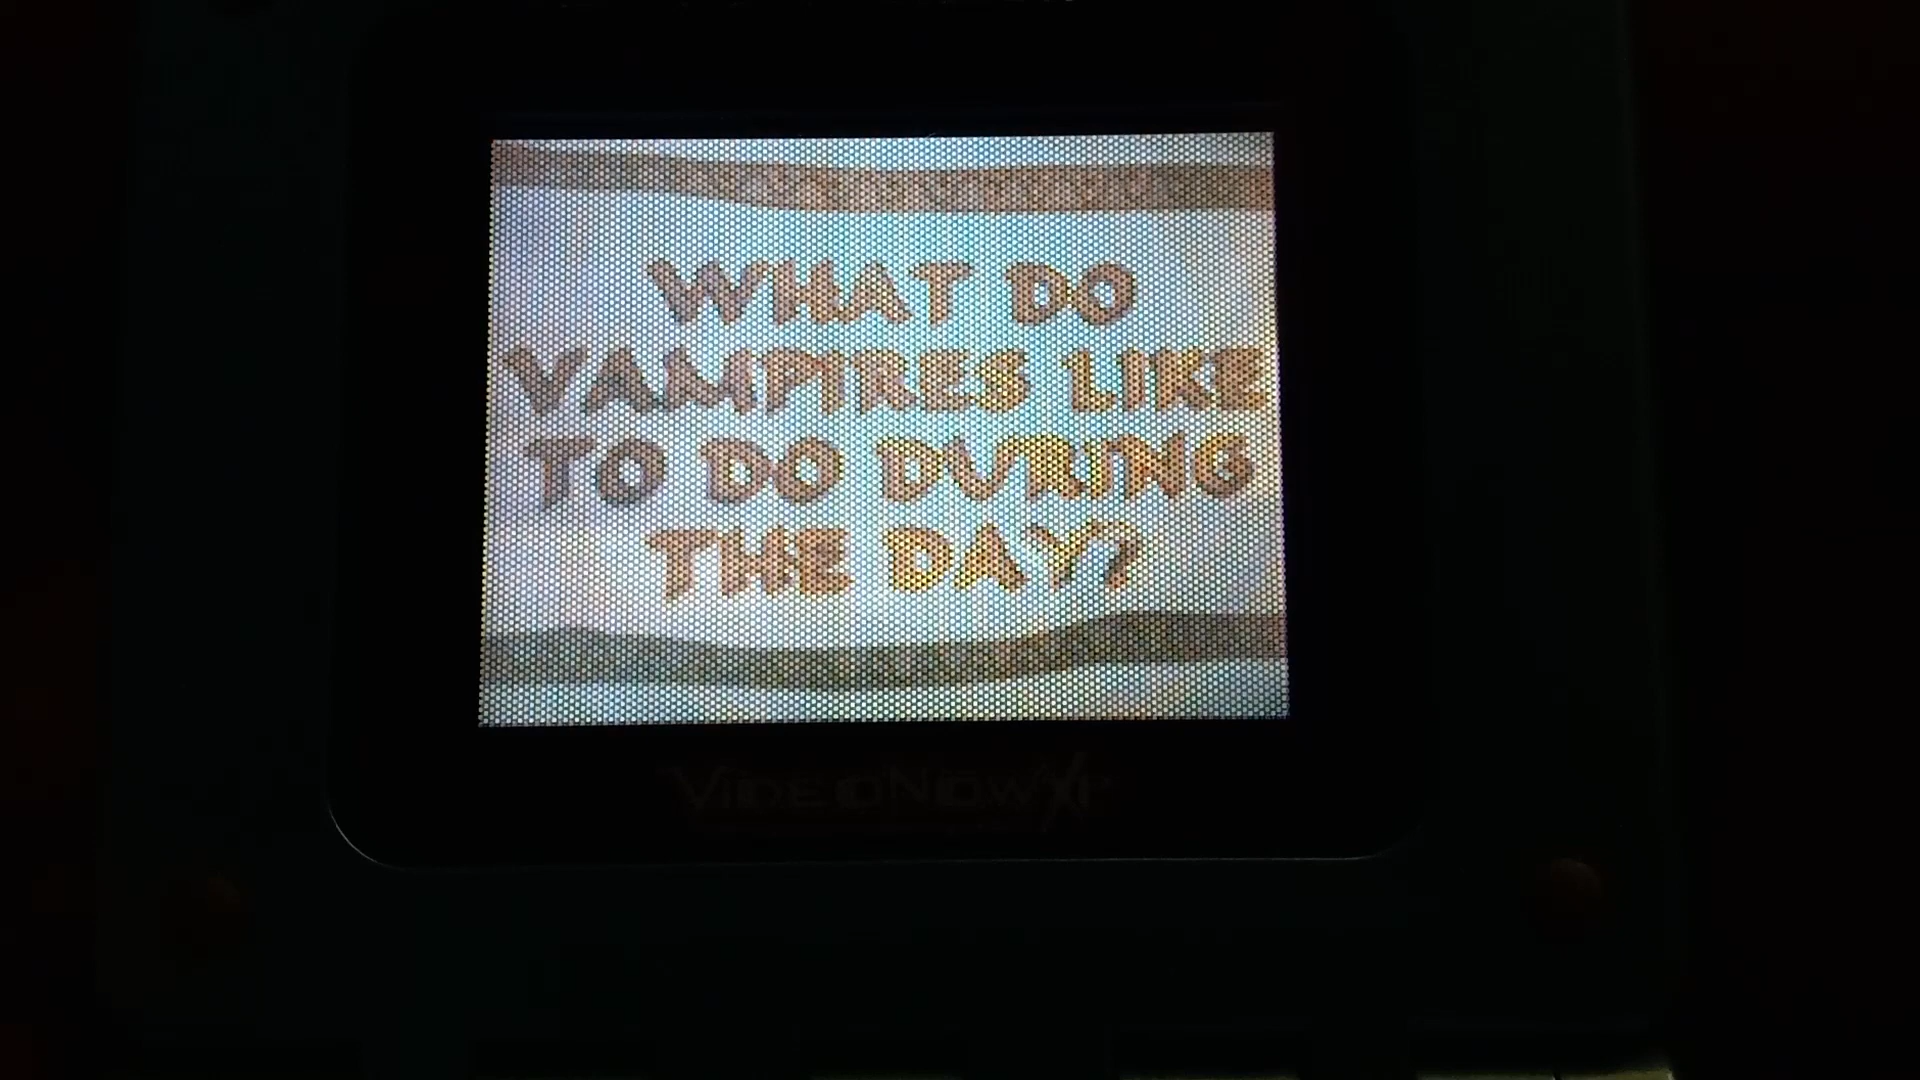 WHAT DO
VAMPIRES LIKE
TO DO DURING
THE DAY?
VIDEONOW XP